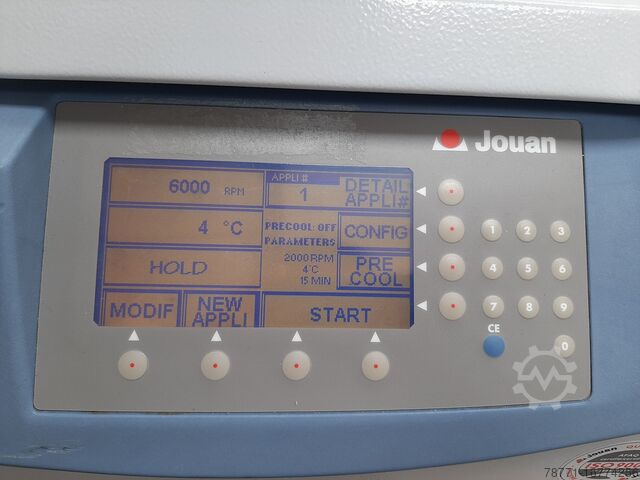 Jouan
6000 RPM
APPLI #
1
DETAIL
APPLI#
4 °C
PRECOOL: OFF
PARAMETERS
CONFIG
HOLD
2000 RPM
4°C
15 MIN
PRE
COOL
MODIF
NEW
APPLI
START
1 2 3
4 5 6
7 8 9
CE
0
Jouan